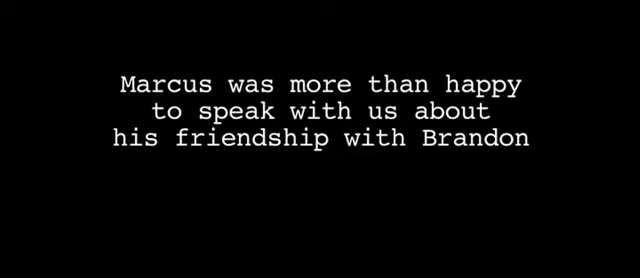 Marcus was more than happy
to speak with us about
his friendship with Brandon